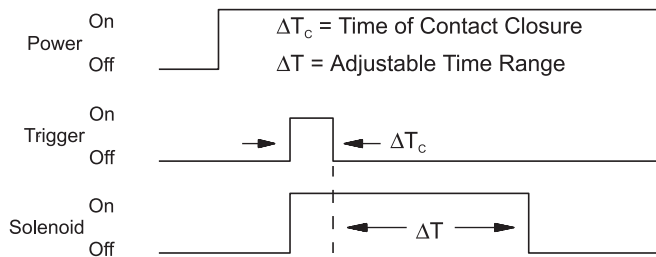 On
Power
Off
ΔTc = Time of Contact Closure
ΔT = Adjustable Time Range
On
Trigger
Off
ΔTc
On
Solenoid
Off
ΔT